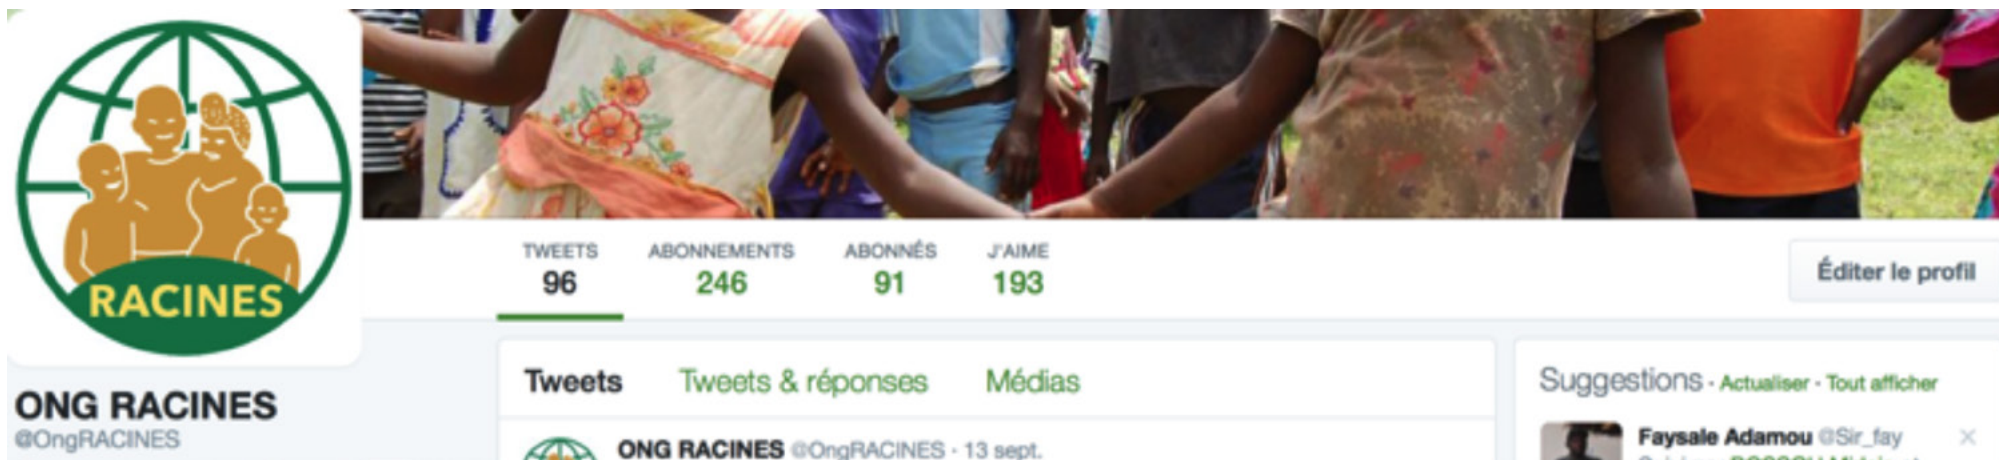 RACINES
TWEETS ABONNEMENTS ABONNÉS J'AIME
96 246 91 193
Éditer le profil
ONG RACINES
@OngRACINES
Tweets Tweets & réponses Médias
ONG RACINES @OngRACINES · 13 sept.
Suggestions · Actualiser · Tout afficher
Faysale Adamou @Sir_fay